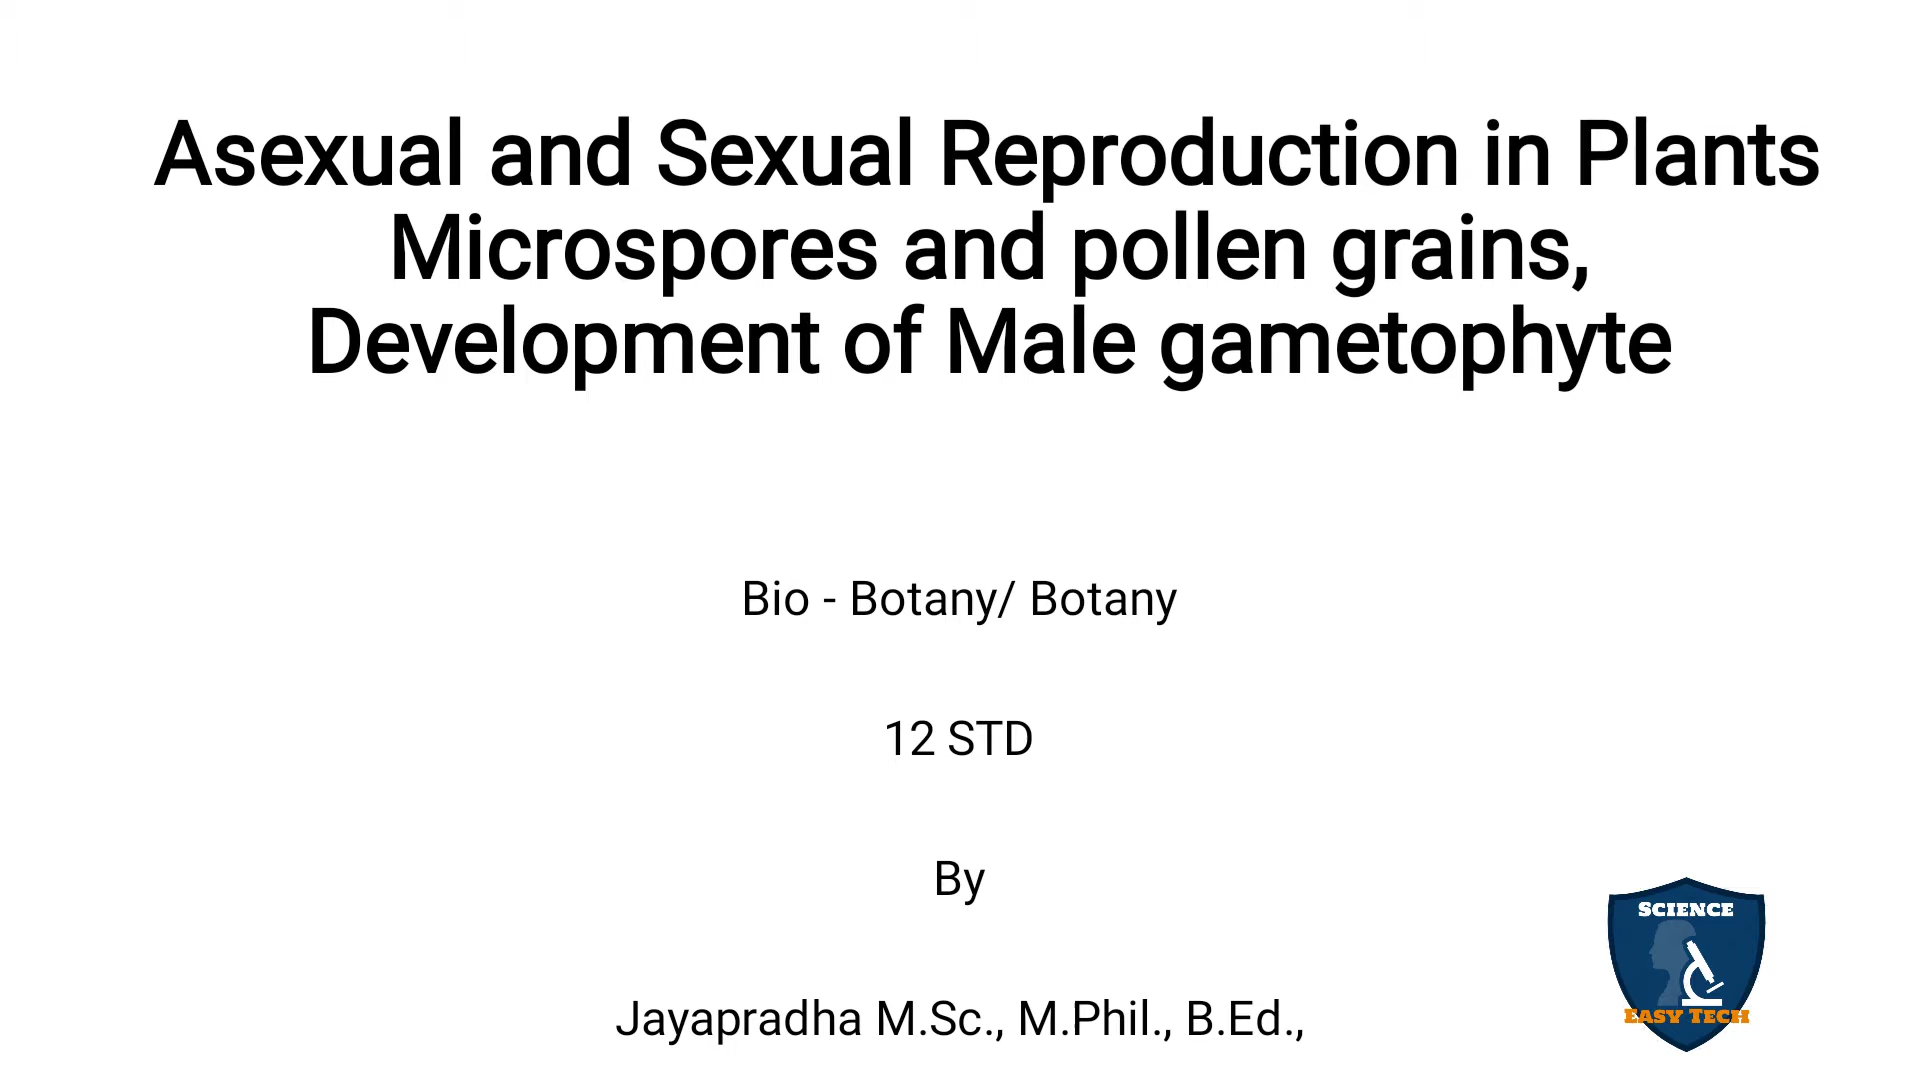 Asexual and Sexual Reproduction in Plants
Microspores and pollen grains,
Development of Male gametophyte
Bio - Botany/ Botany
12 STD
By
Jayapradha M.Sc., M.Phil., B.Ed.,
SCIENCE
EASY TECH